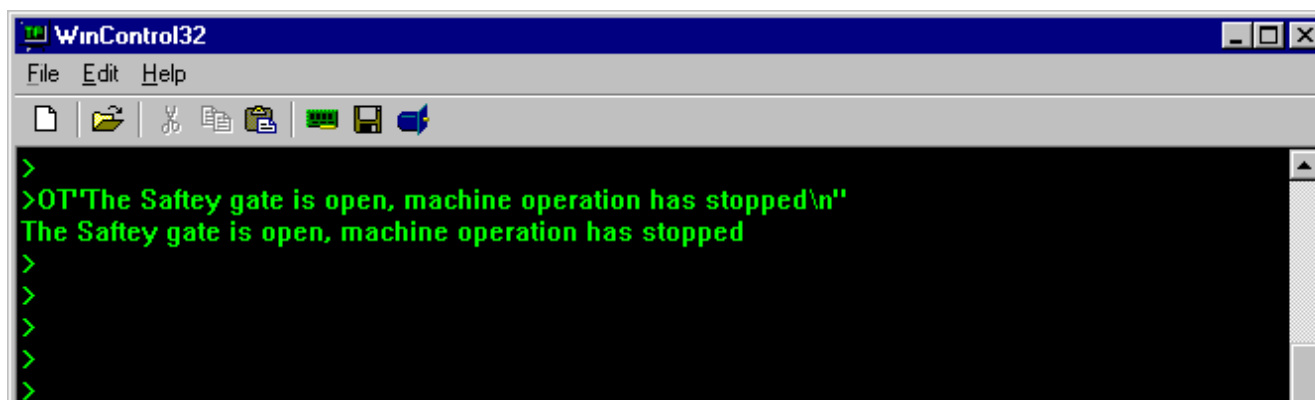 WinControl32
File Edit Help
>
>OT"The Saftey gate is open, machine operation has stopped\n"
The Saftey gate is open, machine operation has stopped
>
>
>
>
>